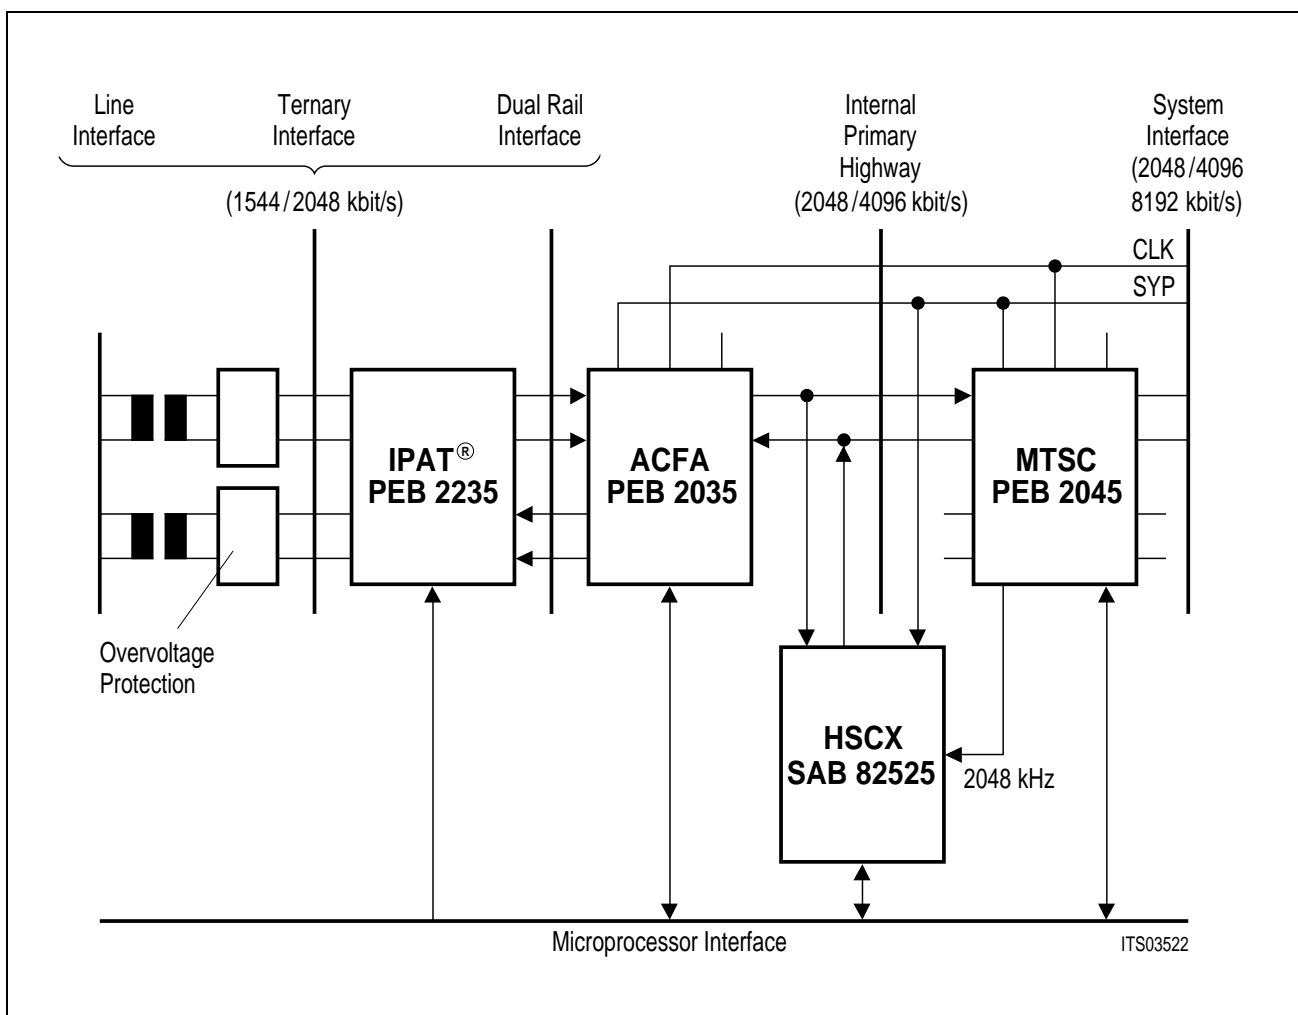 Line
Interface
Ternary
Interface
Dual Rail
Interface
(1544/2048 kbit/s)
Internal
Primary
Highway
(2048/4096 kbit/s)
System
Interface
(2048/4096
8192 kbit/s)
CLK
SYP
IPAT®
PEB 2235
ACFA
PEB 2035
MTSC
PEB 2045
Overvoltage
Protection
HSCX
SAB 82525
2048 kHz
Microprocessor Interface
ITS03522